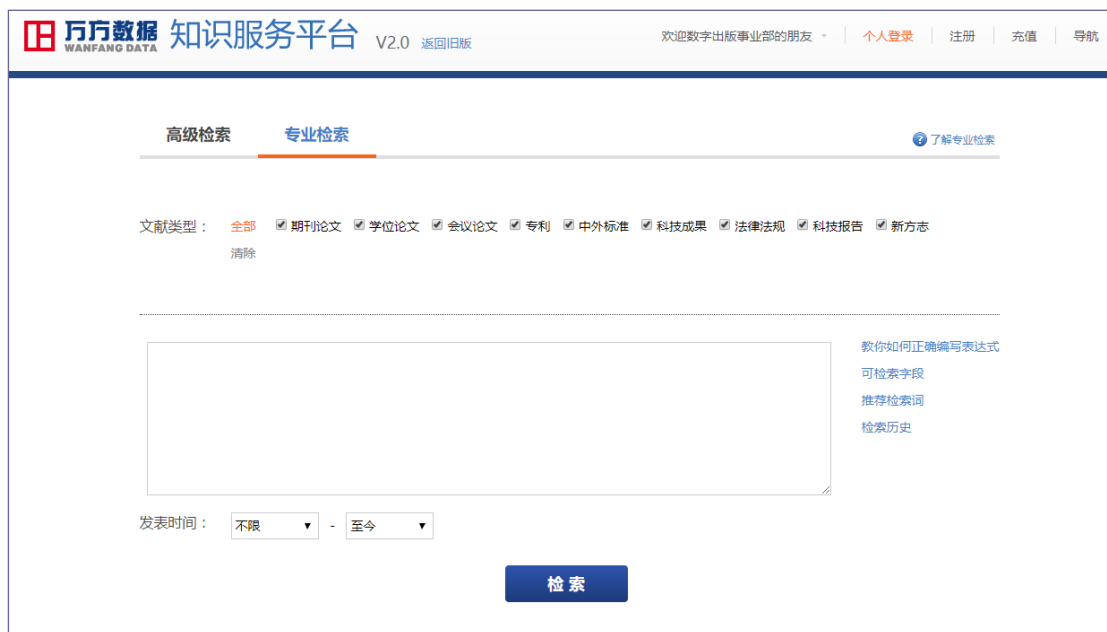 万方数据 知识服务平台 V2.0 返回旧版 欢迎数字出版事业部的朋友 个人登录 注册 充值 导航
WANFANG DATA
高级检索 专业检索 ? 了解专业检索
文献类型： 全部 期刊论文 学位论文 会议论文 专利 中外标准 科技成果 法律法规 科技报告 新方志
清除
教你如何正确编写表达式
可检索字段
推荐检索词
检索历史
发表时间： 不限 - 至今
检索